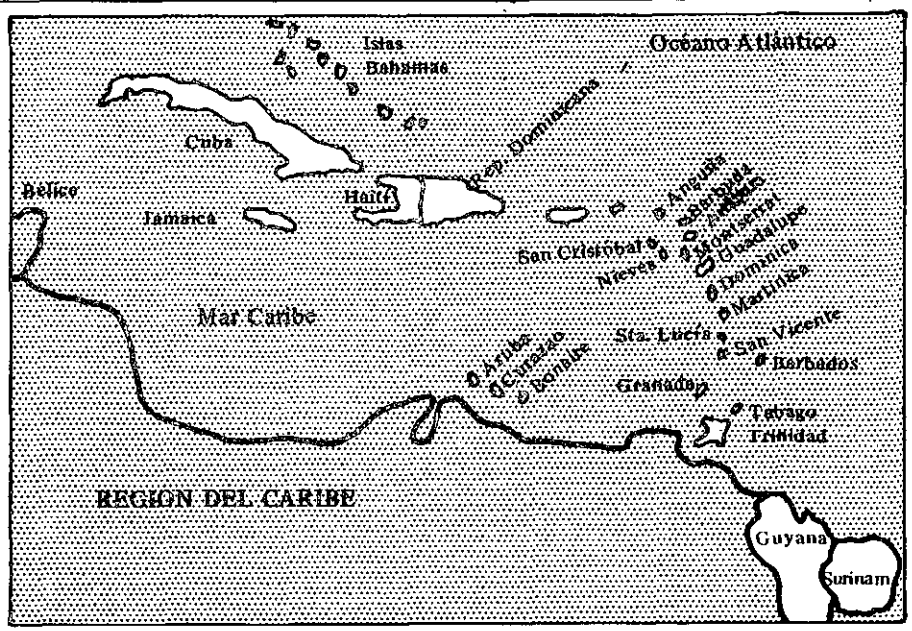 Islas
Bahamas
Océano Atlántico
Rep. Dominicana
Cuba
Belice
Haití
Jamaica
Anguila
Barbuda
San Cristóbal
Montserrat
Nieves
Guadalupe
Dominica
Martinica
Mar Caribe
Sta. Lucía
San Vicente
Barbados
Aruba
Curazao
Bonaire
Granada
Tabago
Trinidad
REGION DEL CARIBE
Guyana
Surinam